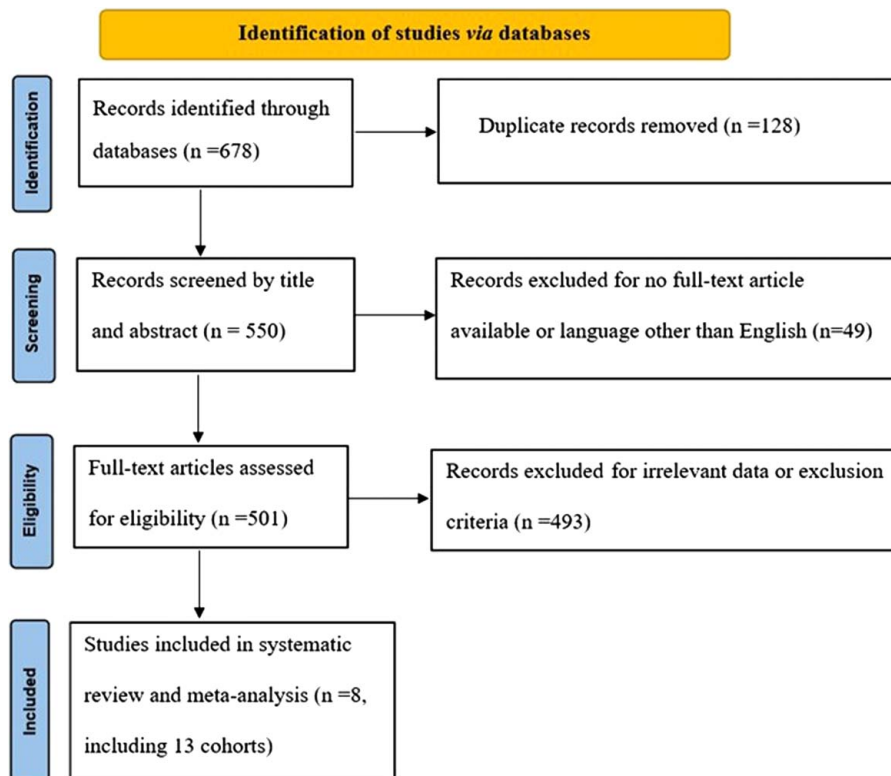 Identification of studies via databases
Identification
Records identified through
databases (n =678)
Duplicate records removed (n =128)
Screening
Records screened by title
and abstract (n = 550)
Records excluded for no full-text article
available or language other than English (n=49)
Eligibility
Full-text articles assessed
for eligibility (n =501)
Records excluded for irrelevant data or exclusion
criteria (n =493)
Included
Studies included in systematic
review and meta-analysis (n =8,
including 13 cohorts)